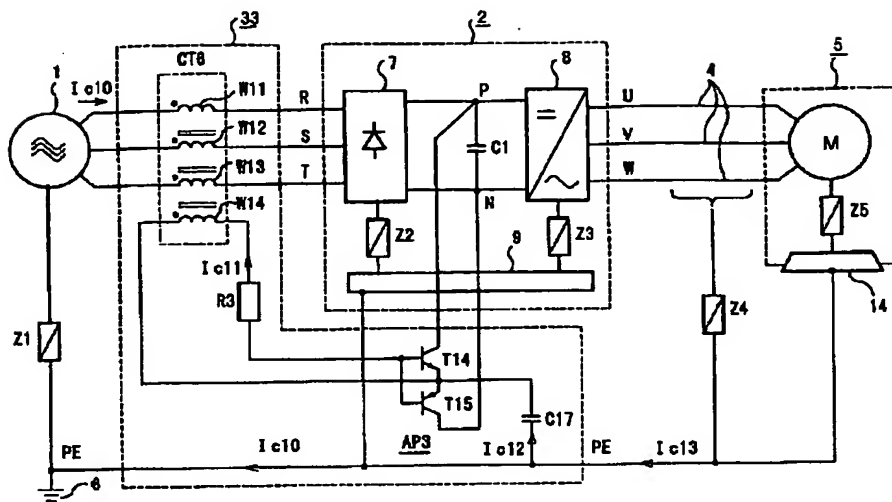 33
2
CT6
5
1
Ic10
W11
R
7
P
8
U
4
W12
S
C1
V
M
W13
T
W
W14
N
Z2
Z3
Z5
Ic11
9
R3
14
Z1
Z4
T14
T15
C17
AP3
PE
Ic10
Ic12
PE
Ic13
6